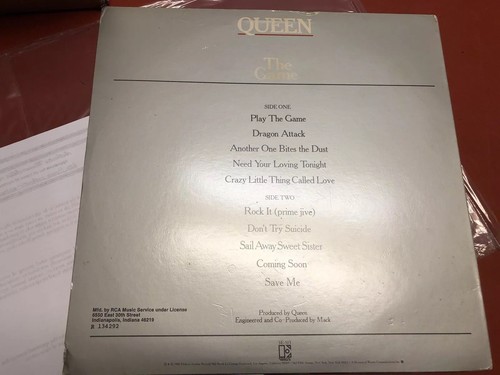 QUEEN
The
Game
SIDE ONE
Play The Game
Dragon Attack
Another One Bites the Dust
Need Your Loving Tonight
Crazy Little Thing Called Love
SIDE TWO
Rock It (prime jive)
Don't Try Suicide
Sail Away Sweet Sister
Coming Soon
Save Me
Mfd. by RCA Music Service under License
6550 East 30th Street
Indianapolis, Indiana 46219
R 134292
Produced by Queen
Engineered and Co-Produced by Mack